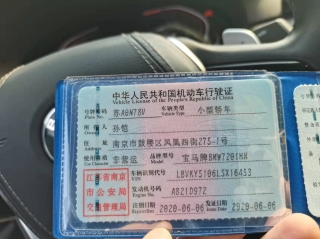 中华人民共和国机动车行驶证
Vehicle License of the People's Republic of China
号牌号码 苏A6N78V 车辆类型 小型轿车
Plate No. Vehicle Type
所有人 孙楷
Owner
住址 南京市鼓楼区凤凰西街275-1号
Address
使用性质 非营运 品牌型号 宝马牌BMW7201MM
Use Character Model
江苏省南京 车辆识别代号 LBVKY5106LSX16453
VIN
市公安局 发动机号码 A821D972
Engine No.
交通管理局 注册日期 2020-06-06 发证日期 2020-06-06
Register Date Issue Date